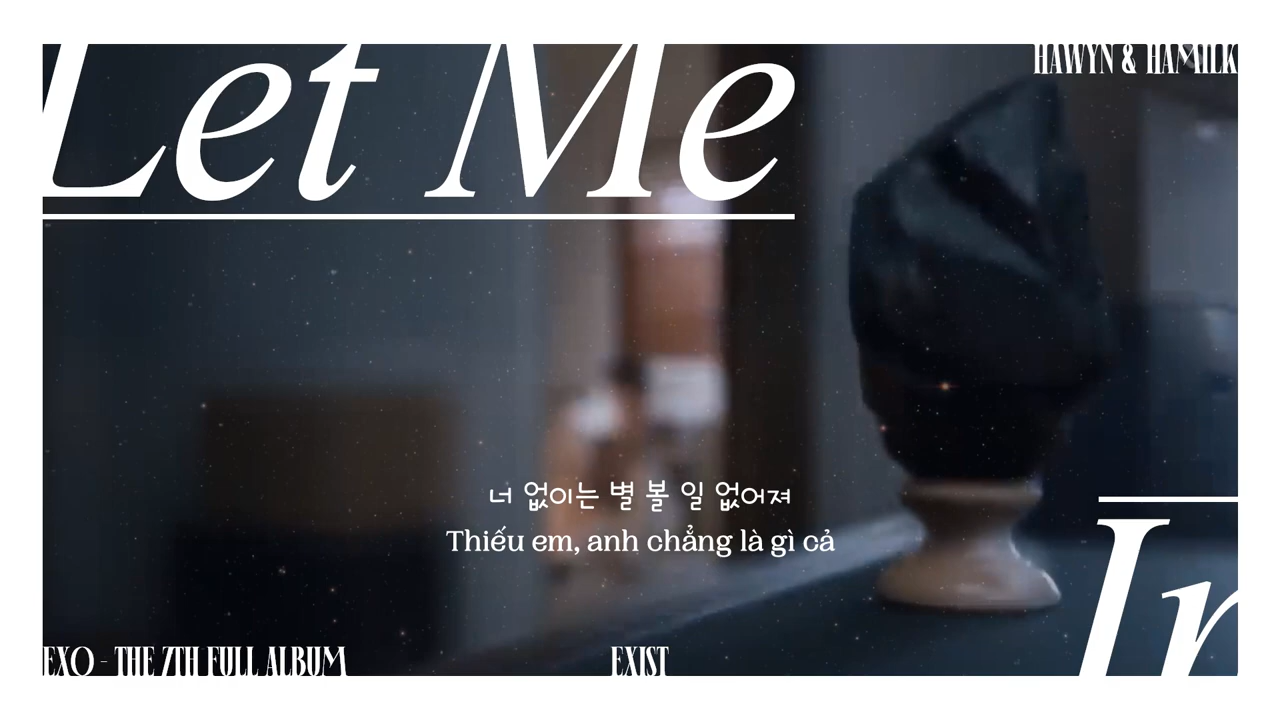 Let Me
HAWYN & HAMILK
너 없이는 별 볼 일 없어져
Thiếu em, anh chẳng là gì cả
In
EXO - THE 7TH FULL ALBUM
EXIST